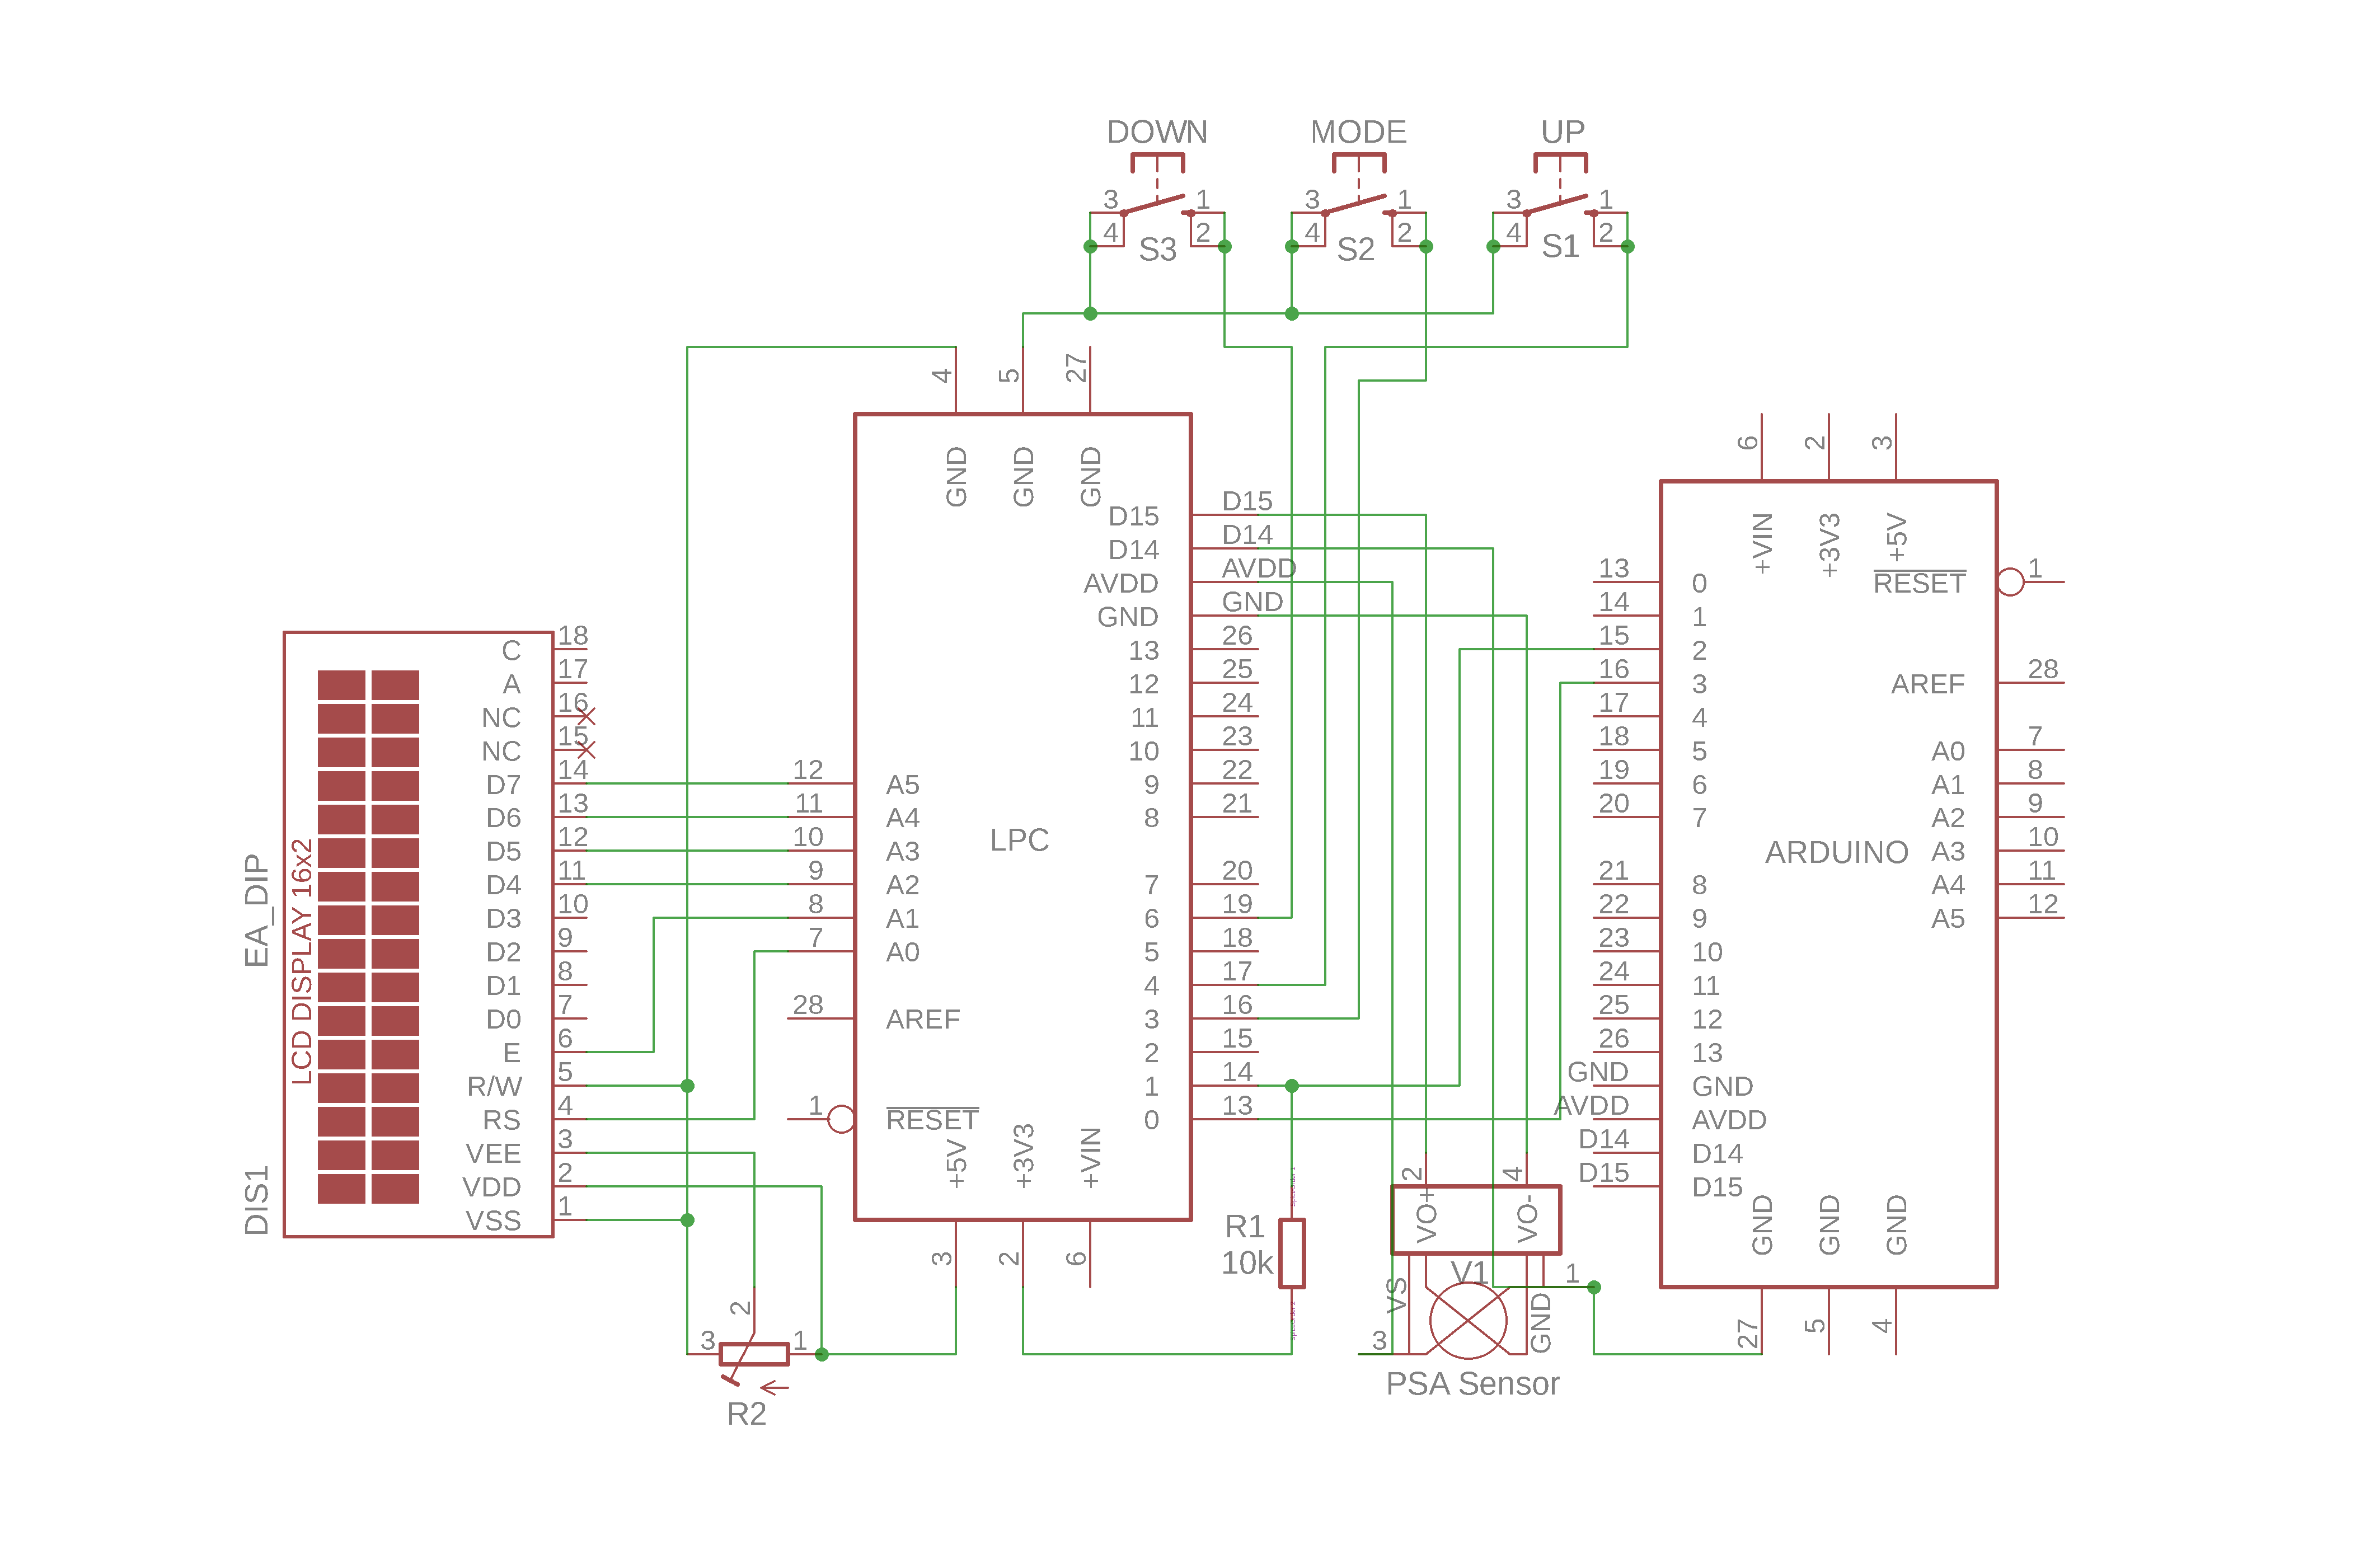 DOWN MODE UP
3 1 3 1 3 1
4 2 4 2 4 2
S3 S2 S1
4 5 27
GND GND GND
D15 D15
D14 D14
AVDD AVDD
GND GND
13 26
12 25
11 24
10 23
9 22
8 21
7 20
6 19
5 18
4 17
3 16
2 15
1 14
0 13
12 A5
11 A4
10 A3
9 A2
8 A1
7 A0
28 AREF
1 RESET
LPC
+5V +3V3 +VIN
3 2 6
EA_DIP
DIS1
LCD DISPLAY 16x2
C 18
A 17
NC 16
NC 15
D7 14
D6 13
D5 12
D4 11
D3 10
D2 9
D1 8
D0 7
E 6
R/W 5
RS 4
VEE 3
VDD 2
VSS 1
2
3 1
R2
R1
10k
2 4
VO+ VO-
V1
VS GND
1
3
PSA Sensor
6 2 3
+VIN +3V3 +5V
13 0
14 1
15 2
16 3
17 4
18 5
19 6
20 7
21 8
22 9
23 10
24 11
25 12
26 13
GND GND
AVDD AVDD
D14 D14
D15 D15
RESET 1
AREF 28
A0 7
A1 8
A2 9
A3 10
A4 11
A5 12
ARDUINO
GND GND GND
27 5 4